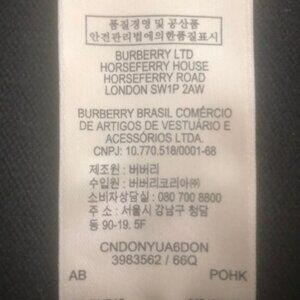 품질경영 및 공산품
안전관리법에의한품질표시
BURBERRY LTD
HORSEFERRY HOUSE
HORSEFERRY ROAD
LONDON SW1P 2AW
BURBERRY BRASIL COMÉRCIO
DE ARTIGOS DE VESTUÁRIO E
ACESSÓRIOS LTDA.
CNPJ: 10.770.518/0001-68
제조원 : 버버리
수입원 : 버버리코리아㈜
소비자상담실 : 080 700 8800
주 소 : 서울시 강남구 청담
동 90-19. 5F
CNDONYUA6DON
3983562 / 66Q
AB POHK